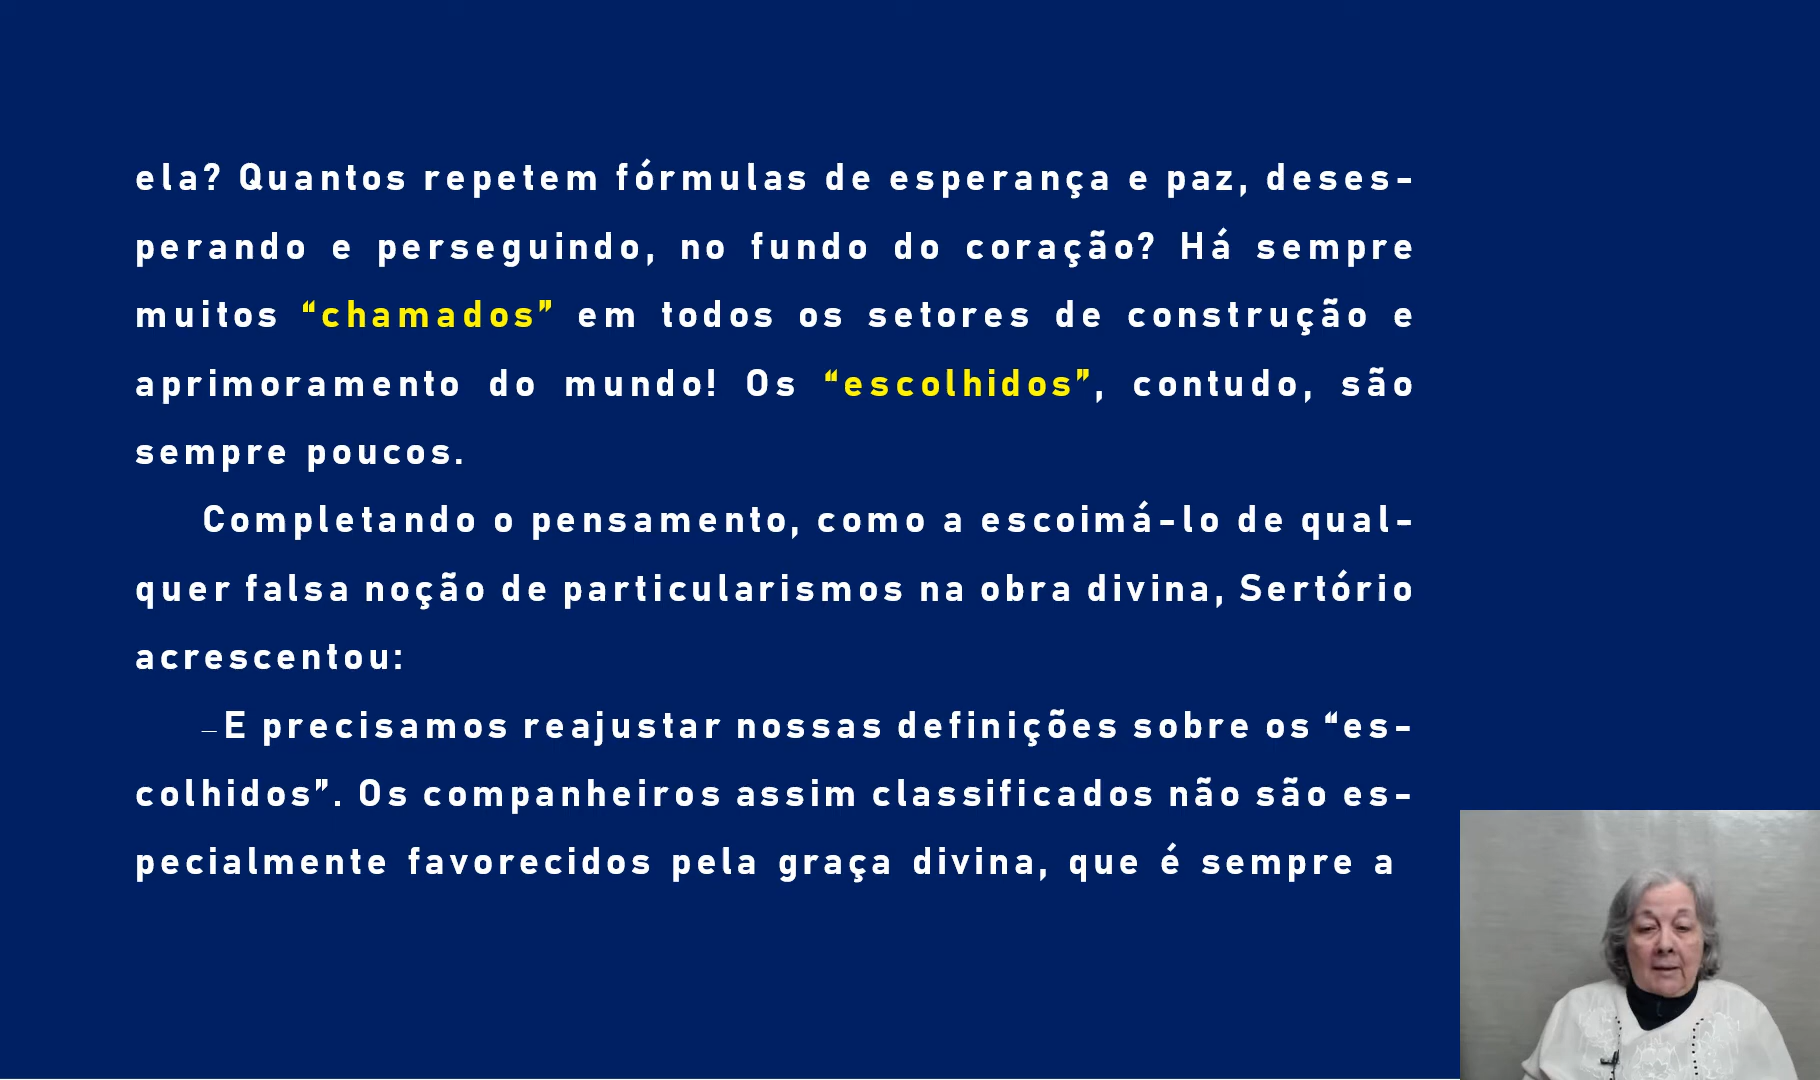 ela? Quantos repetem fórmulas de esperança e paz, deses-
perando e perseguindo, no fundo do coração? Há sempre
muitos “chamados” em todos os setores de construção e
aprimoramento do mundo! Os “escolhidos”, contudo, são
sempre poucos.
Completando o pensamento, como a escoimá-lo de qual-
quer falsa noção de particularismos na obra divina, Sertório
acrescentou:
–E precisamos reajustar nossas definições sobre os “es-
colhidos”. Os companheiros assim classificados não são es-
pecialmente favorecidos pela graça divina, que é sempre a